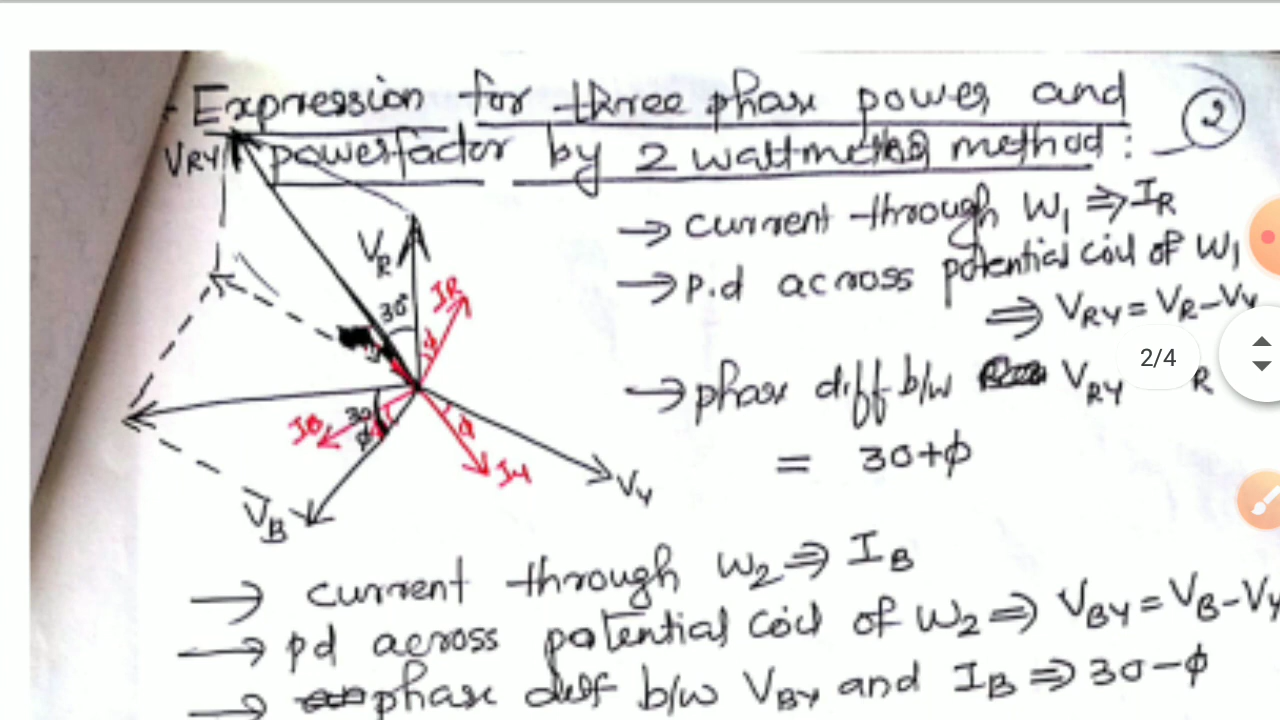 Expression for three phase power and
powerfactor by 2 wattmeter method :
2
VRY
VR
30°
IR
→ current through W1 ⇒ IR
→ p.d across potential coil of W1
⇒ VRY = VR-VY
2/4
→ phase diff b/w VRY R
= 30+φ
30
φ
IB
φ
IY
VY
VB
→ current through W2 ⇒ IB
→ pd across potential coil of W2 ⇒ VBY = VB-VY
→ phase diff b/w VBY and IB ⇒ 30-φ